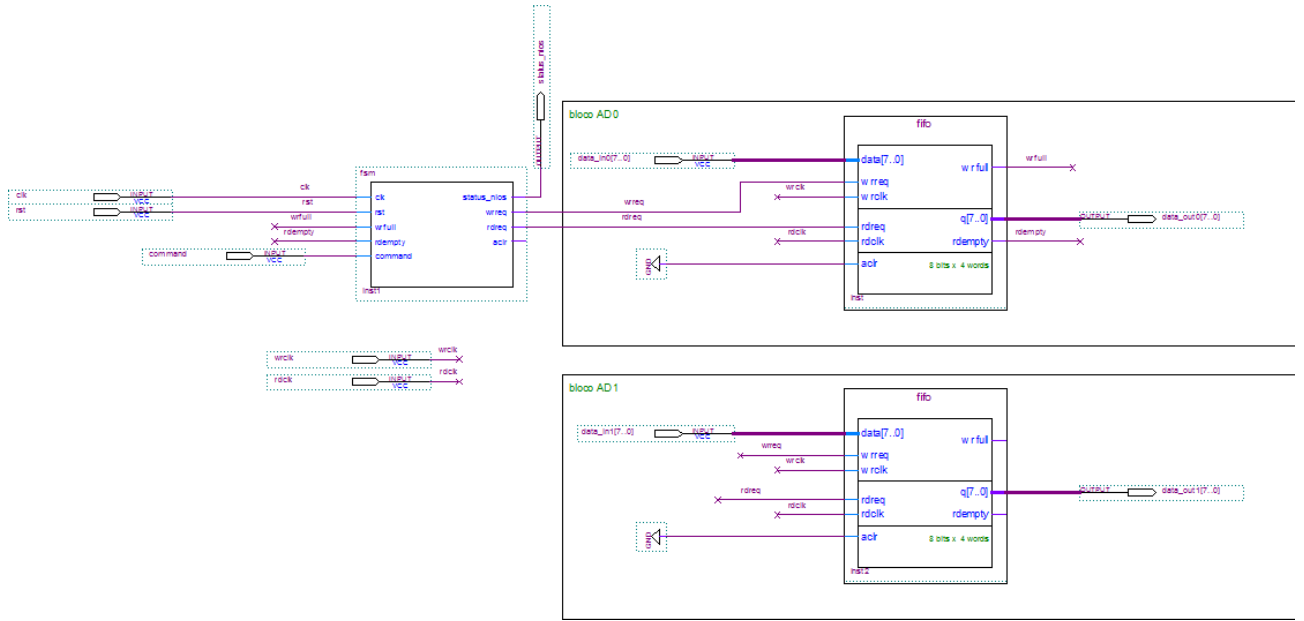 status_nios
OUTPUT
fsm
clk
INPUT
VCC
clk
clk
status_nios
rst
INPUT
VCC
rst
rst
wrreq
wrfull
wrfull
rdreq
rdempty
rdempty
aclr
command
INPUT
VCC
command
inst1
wreq
rdreq
wrclk
INPUT
VCC
wrclk
rdclk
INPUT
VCC
rdclk
bloco AD0
fifo
data_in0[7..0]
INPUT
VCC
data[7..0]
wrfull
wrfull
wrreq
wrclk
wrclk
q[7..0]
OUTPUT
data_out0[7..0]
rdreq
rdclk
rdclk
rdempty
rdempty
GND
aclr
8 bits x 4 words
inst
bloco AD1
fifo
data_in1[7..0]
INPUT
VCC
data[7..0]
wrfull
wrreq
wrreq
wrclk
wrclk
q[7..0]
OUTPUT
data_out1[7..0]
rdreq
rdreq
rdclk
rdclk
rdempty
GND
aclr
8 bits x 4 words
inst2